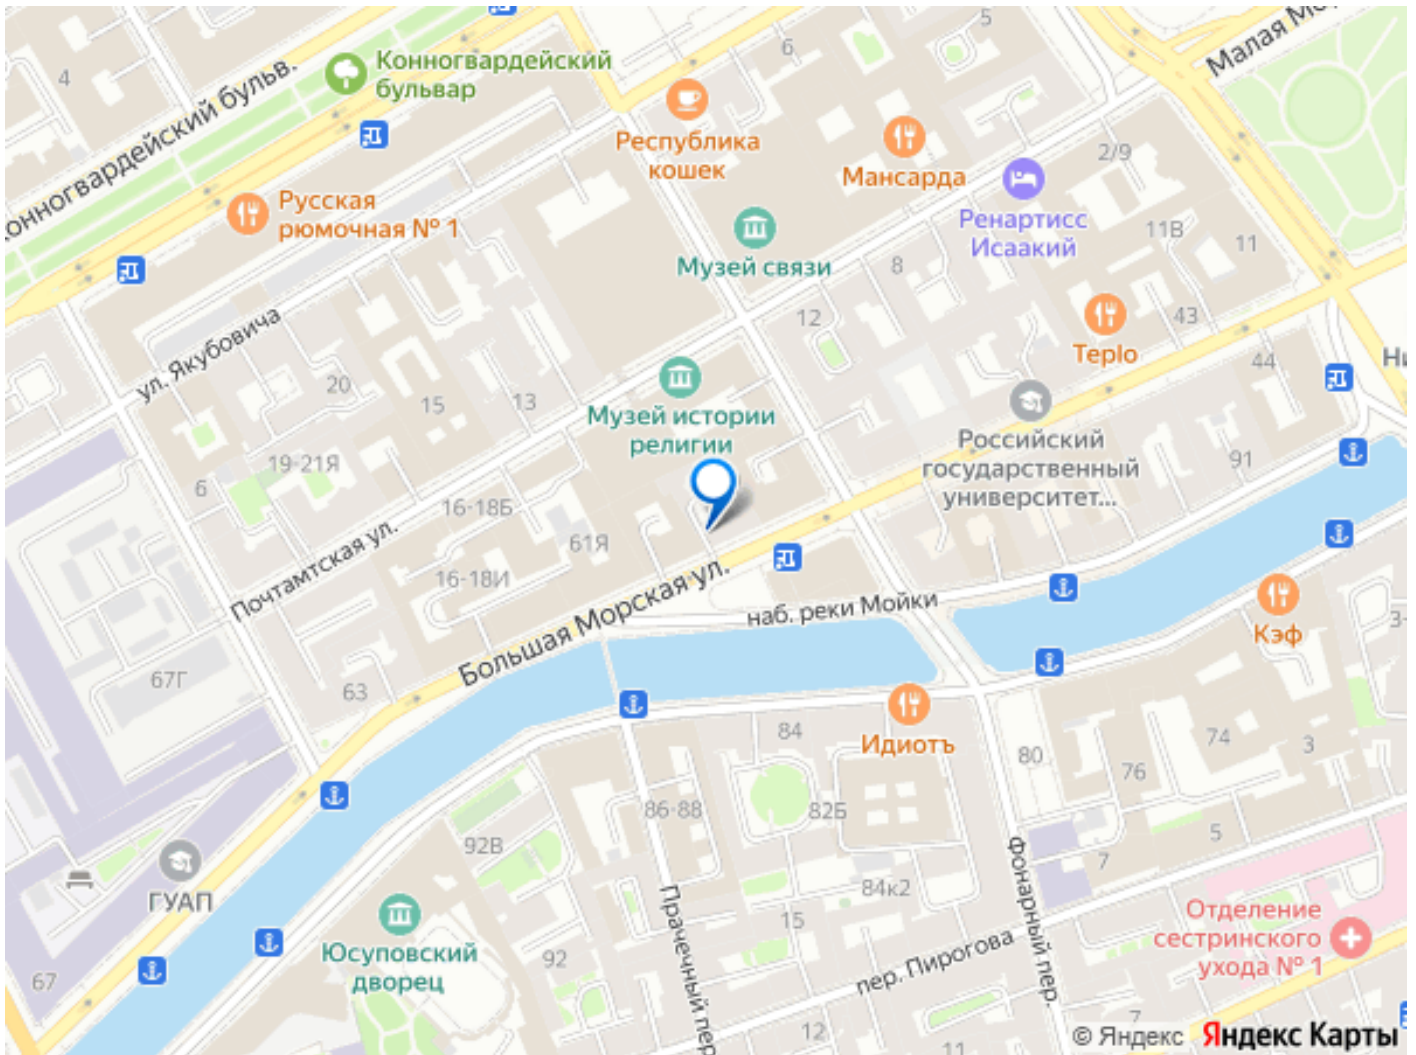 5
Малая Мо
6
4
Конногвардейский
бульвар
Конногвардейский бульв.
Республика
кошек
Мансарда
2/9
Русская
рюмочная № 1
Ренартисс
Исаакий
11В
11
Музей связи
8
ул. Якубовича
12
43
Teplo
44
Ни
20
15
13
Музей истории
религии
Российский
государственный
университет...
91
19-21Я
6
16-18Б
61Я
Почтамтская ул.
16-18И
Большая Морская ул.
наб. реки Мойки
Кэф
3-
67Г
63
84
Идиотъ
80
74
3
76
86-88
82Б
92В
5
7
ГУАП
84к2
фонарный пер.
Прачечный пер
15
Отделение
сестринского
ухода № 1
Юсуповский
дворец
92
пер. Пирогова
67
12
11
7
© Яндекс Яндекс Карты